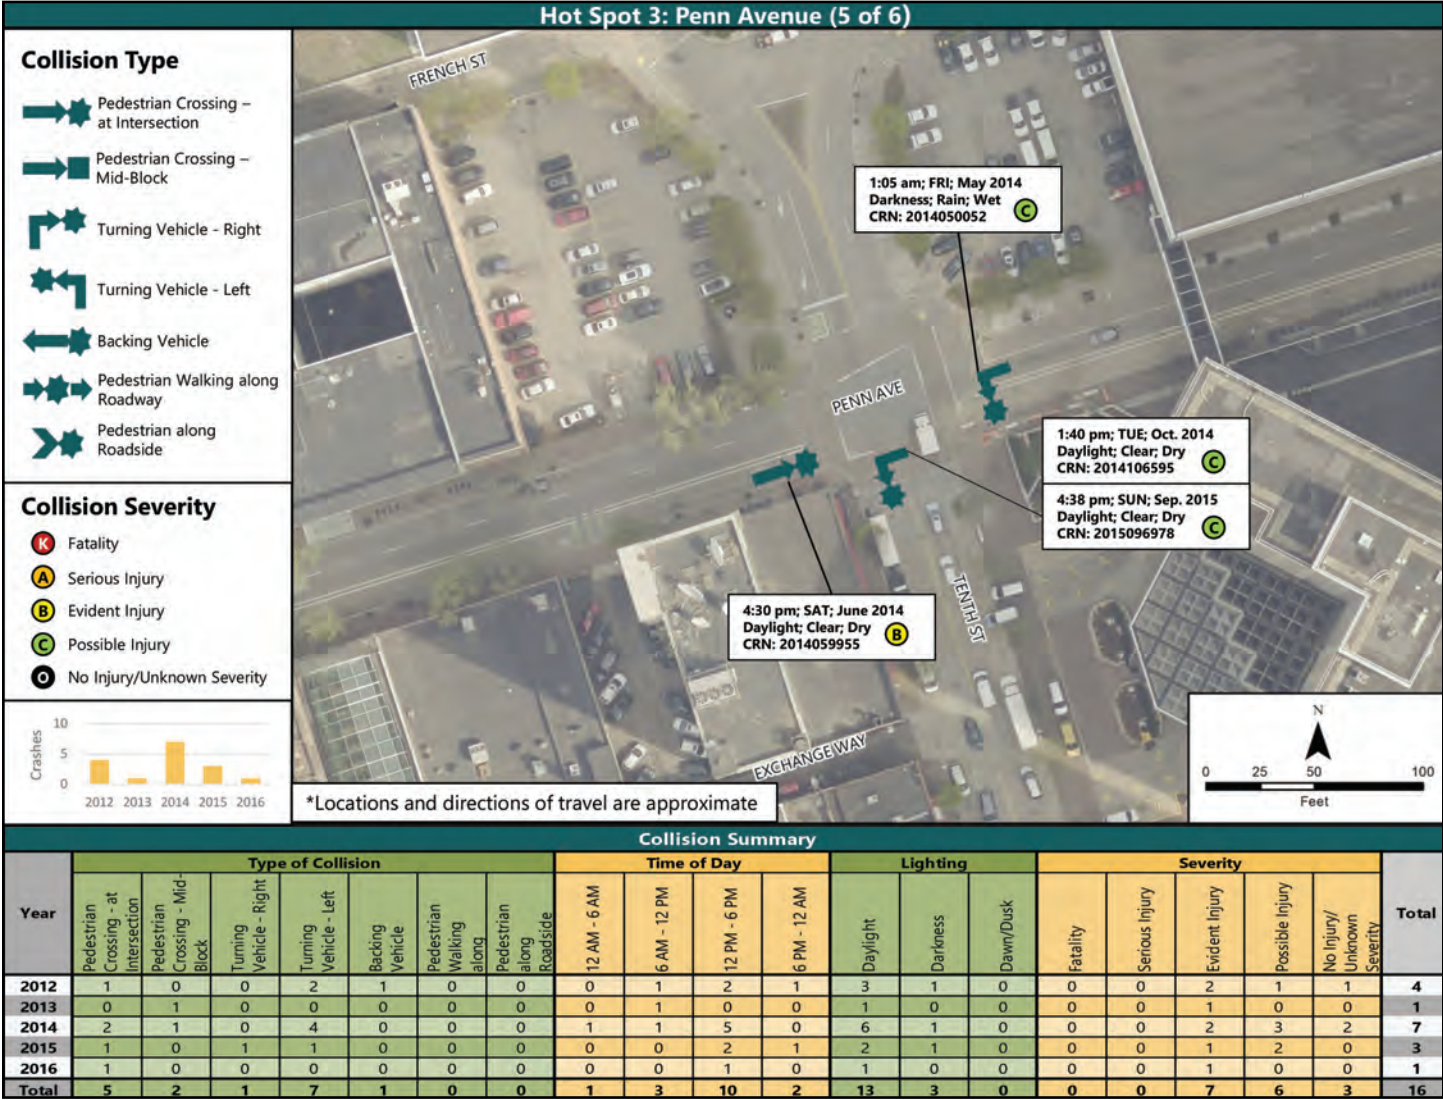 Hot Spot 3: Penn Avenue (5 of 6)
Collision Type
Pedestrian Crossing –
at Intersection
Pedestrian Crossing –
Mid-Block
Turning Vehicle - Right
Turning Vehicle - Left
Backing Vehicle
Pedestrian Walking along
Roadway
Pedestrian along
Roadside
Collision Severity
K Fatality
A Serious Injury
B Evident Injury
C Possible Injury
O No Injury/Unknown Severity
Crashes
10
5
0
2012 2013 2014 2015 2016
FRENCH ST
1:05 am; FRI; May 2014
Darkness; Rain; Wet
CRN: 2014050052 C
PENN AVE
1:40 pm; TUE; Oct. 2014
Daylight; Clear; Dry
CRN: 2014106595 C
4:38 pm; SUN; Sep. 2015
Daylight; Clear; Dry
CRN: 2015096978 C
4:30 pm; SAT; June 2014
Daylight; Clear; Dry
CRN: 2014059955 B
TENTH ST
EXCHANGE WAY
*Locations and directions of travel are approximate
N
0 25 50 100
Feet
Collision Summary
Year Type of Collision Time of Day Lighting Severity Total
Pedestrian
Crossing - at
Intersection
Pedestrian
Crossing - Mid-
Block
Turning
Vehicle - Right
Turning
Vehicle - Left
Backing
Vehicle
Pedestrian
Walking
along
Pedestrian
along
Roadside
12 AM - 6 AM
6 AM - 12 PM
12 PM - 6 PM
6 PM - 12 AM
Daylight
Darkness
Dawn/Dusk
Fatality
Serious Injury
Evident Injury
Possible Injury
No Injury/
Unknown
Severity
2012 1 0 0 2 1 0 0 0 1 2 1 3 1 0 0 0 2 1 1 4
2013 0 1 0 0 0 0 0 0 1 0 0 1 0 0 0 0 1 0 0 1
2014 2 1 0 4 0 0 0 1 1 5 0 6 1 0 0 0 2 3 2 7
2015 1 0 1 1 0 0 0 0 0 2 1 2 1 0 0 0 1 2 0 3
2016 1 0 0 0 0 0 0 0 0 1 0 1 0 0 0 0 1 0 0 1
Total 5 2 1 7 1 0 0 1 3 10 2 13 3 0 0 0 7 6 3 16